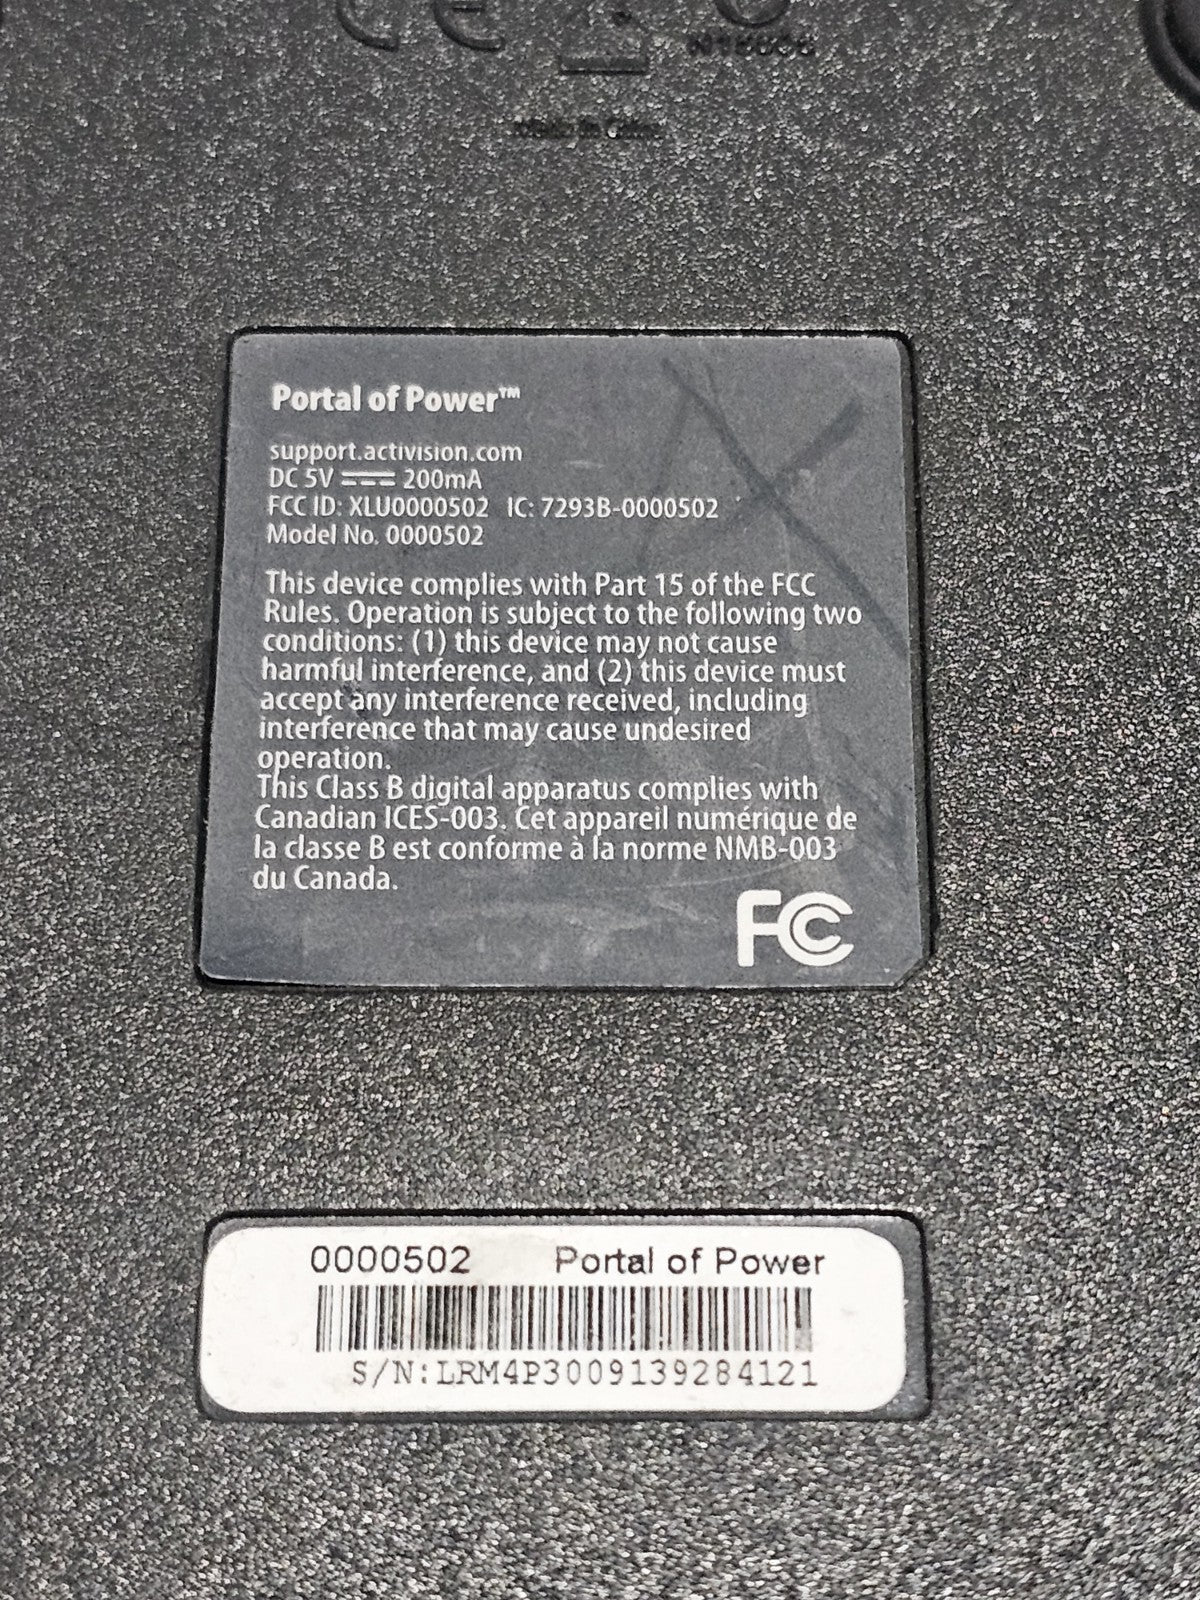 CE
Made in China
Portal of Power™
support.activision.com
DC 5V ⎓ 200mA
FCC ID: XLU0000502 IC: 7293B-0000502
Model No. 0000502
This device complies with Part 15 of the FCC
Rules. Operation is subject to the following two
conditions: (1) this device may not cause
harmful interference, and (2) this device must
accept any interference received, including
interference that may cause undesired
operation.
This Class B digital apparatus complies with
Canadian ICES-003. Cet appareil numérique de
la classe B est conforme à la norme NMB-003
du Canada.
FC
0000502 Portal of Power
S/N:LRM4P3009139284121